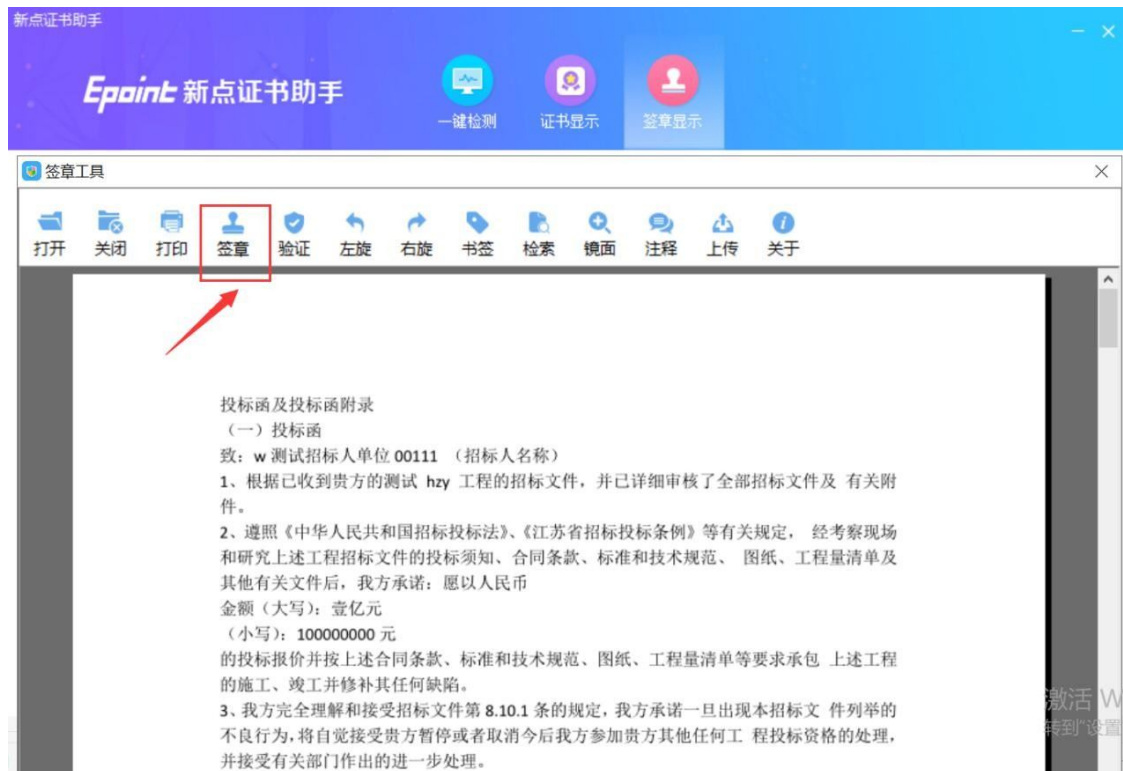 新点证书助手
Epoint 新点证书助手
一键检测
证书显示
签章显示
签章工具
打开 关闭 打印 签章 验证 左旋 右旋 书签 检索 镜面 注释 上传 关于
投标函及投标函附录
（一）投标函
致：w 测试招标人单位 00111 （招标人名称）
1、根据已收到贵方的测试 hzy 工程的招标文件，并已详细审核了全部招标文件及 有关附
件。
2、遵照《中华人民共和国招标投标法》、《江苏省招标投标条例》等有关规定， 经考察现场
和研究上述工程招标文件的投标须知、合同条款、标准和技术规范、 图纸、工程量清单及
其他有关文件后，我方承诺：愿以人民币
金额（大写）：壹亿元
（小写）：100000000 元
的投标报价并按上述合同条款、标准和技术规范、图纸、工程量清单等要求承包 上述工程
的施工、竣工并修补其任何缺陷。
3、我方完全理解和接受招标文件第 8.10.1 条的规定，我方承诺一旦出现本招标文 件列举的
不良行为，将自觉接受贵方暂停或者取消今后我方参加贵方其他任何工 程投标资格的处理，
并接受有关部门作出的进一步处理。
激活 W
转到"设置